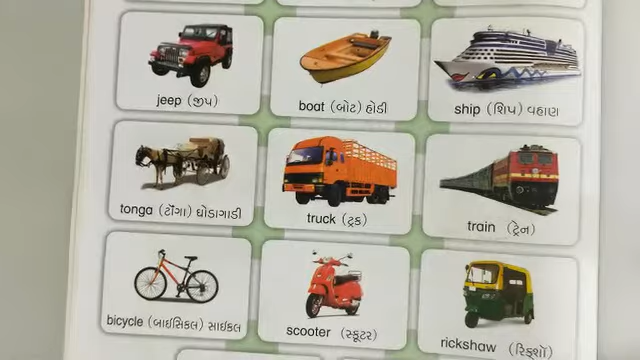 jeep (જીપ)
boat (બોટ) હોડી
ship (શિપ) વહાણ
tonga (ટૉંગા) ઘોડાગાડી
truck (ટ્રક)
train (ટ્રેન)
bicycle (બાઇસિકલ) સાઇકલ
scooter (સ્કૂટર)
rickshaw (રિક્શૉ)